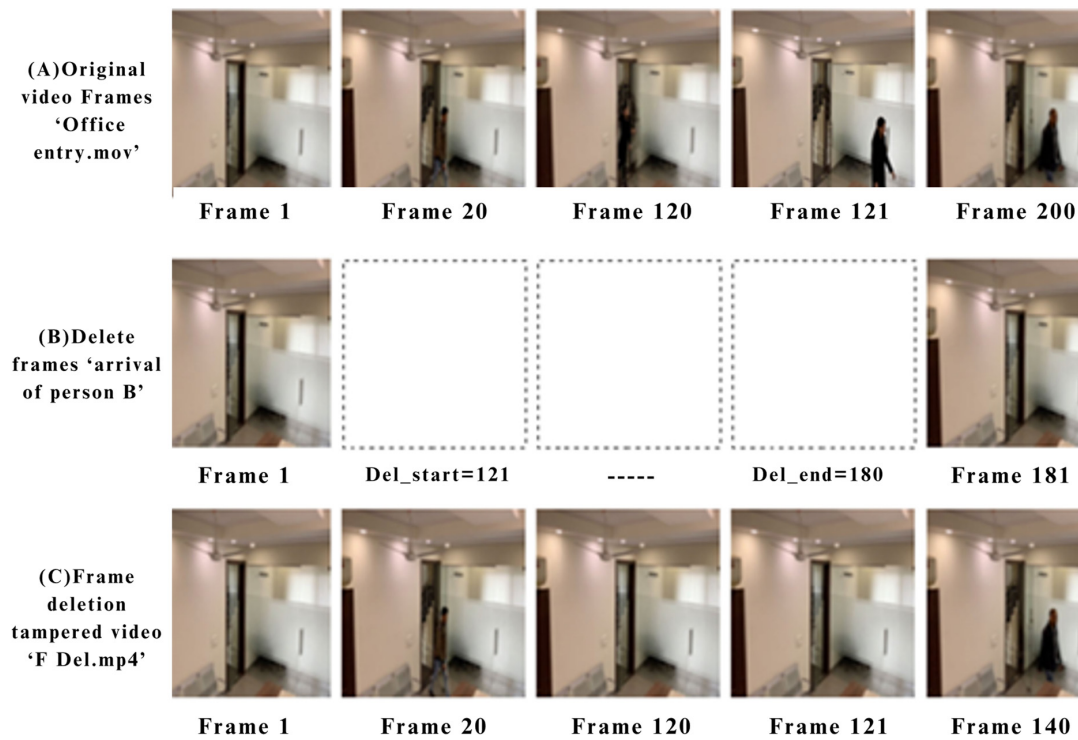 (A)Original
video Frames
‘Office
entry.mov’
Frame 1
Frame 20
Frame 120
Frame 121
Frame 200
(B)Delete
frames ‘arrival
of person B’
Frame 1
Del_start=121
-----
Del_end=180
Frame 181
(C)Frame
deletion
tampered video
‘F Del.mp4’
Frame 1
Frame 20
Frame 120
Frame 121
Frame 140